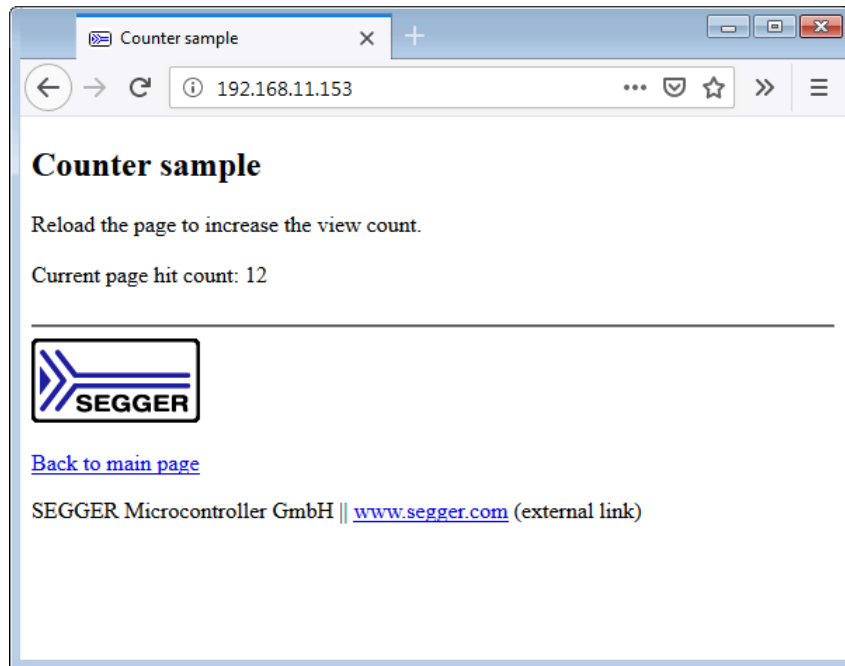 Counter sample
192.168.11.153
Counter sample
Reload the page to increase the view count.
Current page hit count: 12
SEGGER
Back to main page
SEGGER Microcontroller GmbH || www.segger.com (external link)